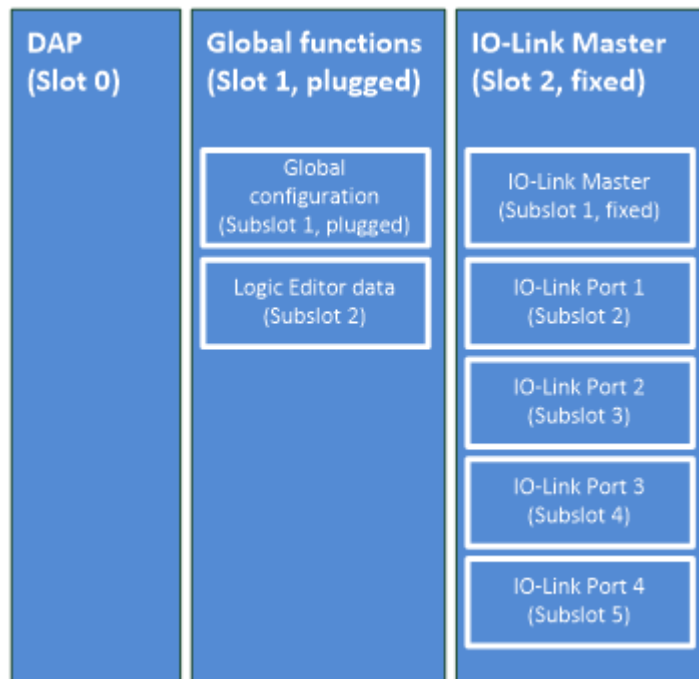 DAP
(Slot 0)
Global functions
(Slot 1, plugged)
Global
configuration
(Subslot 1, plugged)
Logic Editor data
(Subslot 2)
IO-Link Master
(Slot 2, fixed)
IO-Link Master
(Subslot 1, fixed)
IO-Link Port 1
(Subslot 2)
IO-Link Port 2
(Subslot 3)
IO-Link Port 3
(Subslot 4)
IO-Link Port 4
(Subslot 5)